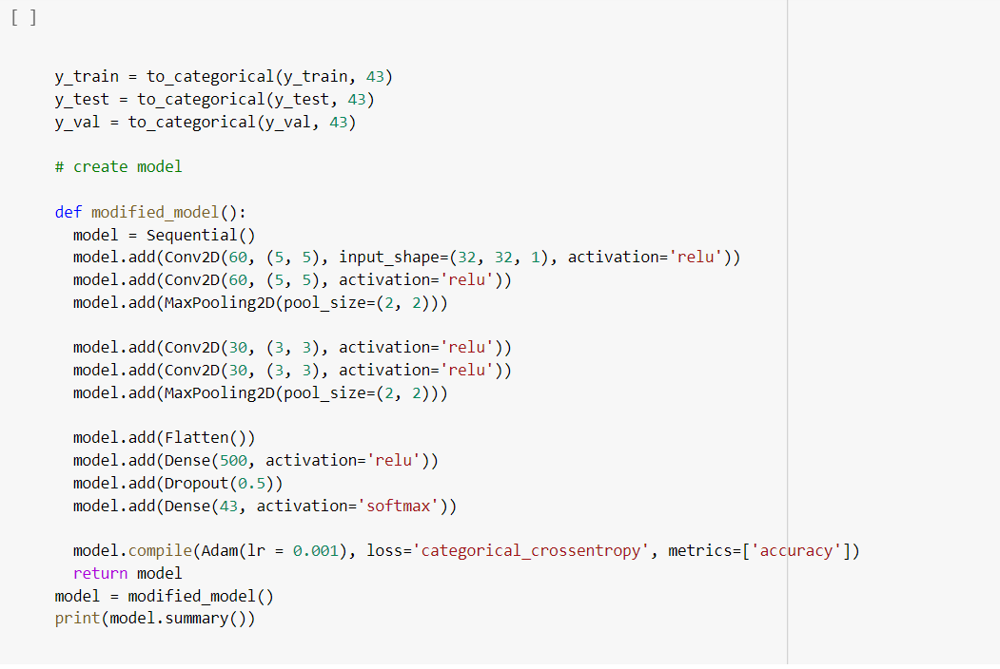 [ ]
y_train = to_categorical(y_train, 43)
y_test = to_categorical(y_test, 43)
y_val = to_categorical(y_val, 43)
# create model
def modified_model():
model = Sequential()
model.add(Conv2D(60, (5, 5), input_shape=(32, 32, 1), activation='relu'))
model.add(Conv2D(60, (5, 5), activation='relu'))
model.add(MaxPooling2D(pool_size=(2, 2)))
model.add(Conv2D(30, (3, 3), activation='relu'))
model.add(Conv2D(30, (3, 3), activation='relu'))
model.add(MaxPooling2D(pool_size=(2, 2)))
model.add(Flatten())
model.add(Dense(500, activation='relu'))
model.add(Dropout(0.5))
model.add(Dense(43, activation='softmax'))
model.compile(Adam(lr = 0.001), loss='categorical_crossentropy', metrics=['accuracy'])
return model
model = modified_model()
print(model.summary())